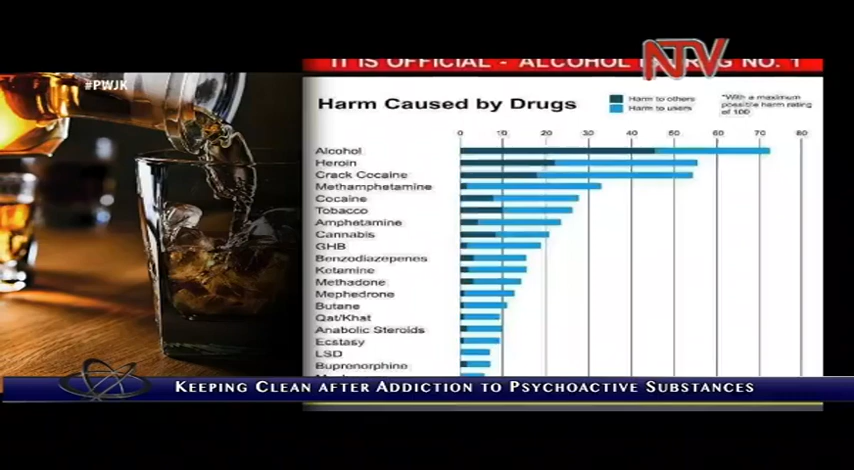 IT IS OFFICIAL - ALCOHOL NO. 1
NTV
#PWJK
Harm Caused by Drugs
Harm to others
Harm to users
*With a maximum
possible harm rating
of 100
0 10 20 30 40 50 60 70 80
Alcohol
Heroin
Crack Cocaine
Methamphetamine
Cocaine
Tobacco
Amphetamine
Cannabis
GHB
Benzodiazepenes
Ketamine
Methadone
Mephedrone
Butane
Qat/Khat
Anabolic Steroids
Ecstasy
LSD
Buprenorphine
KEEPING CLEAN AFTER ADDICTION TO PSYCHOACTIVE SUBSTANCES